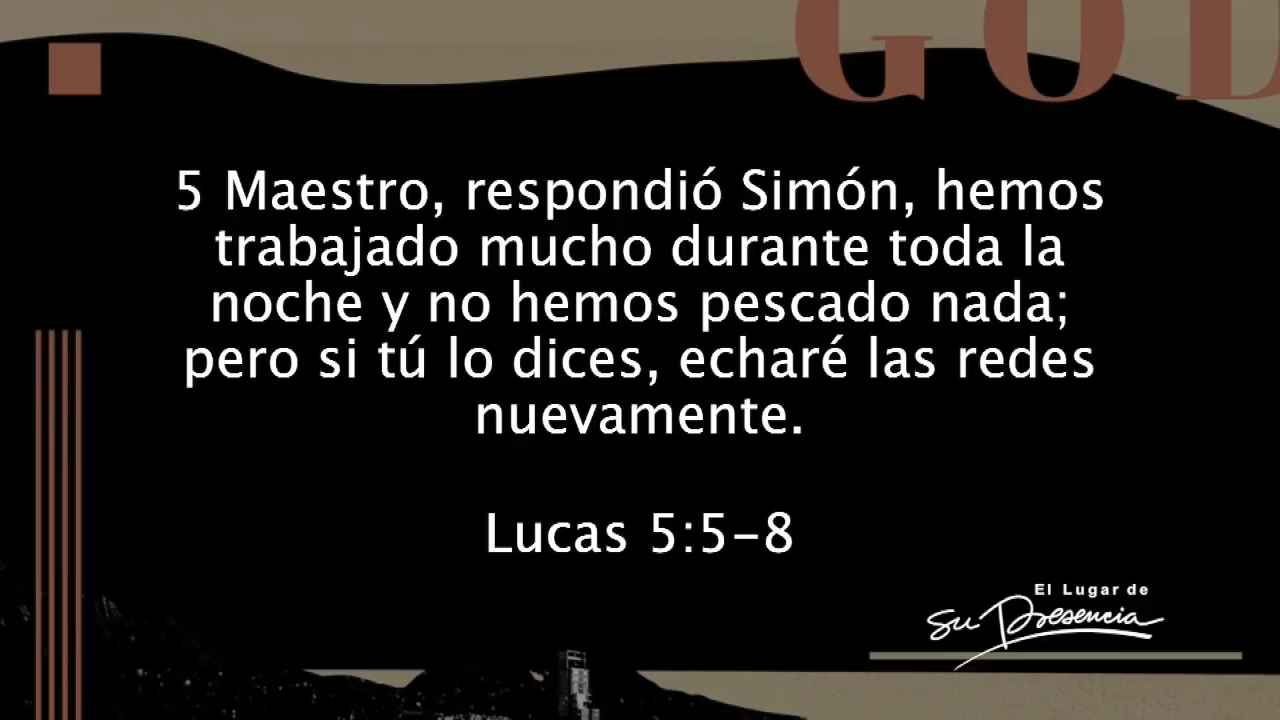 GOD
5 Maestro, respondió Simón, hemos
trabajado mucho durante toda la
noche y no hemos pescado nada;
pero si tú lo dices, echaré las redes
nuevamente.
Lucas 5:5-8
El Lugar de
Su Presencia